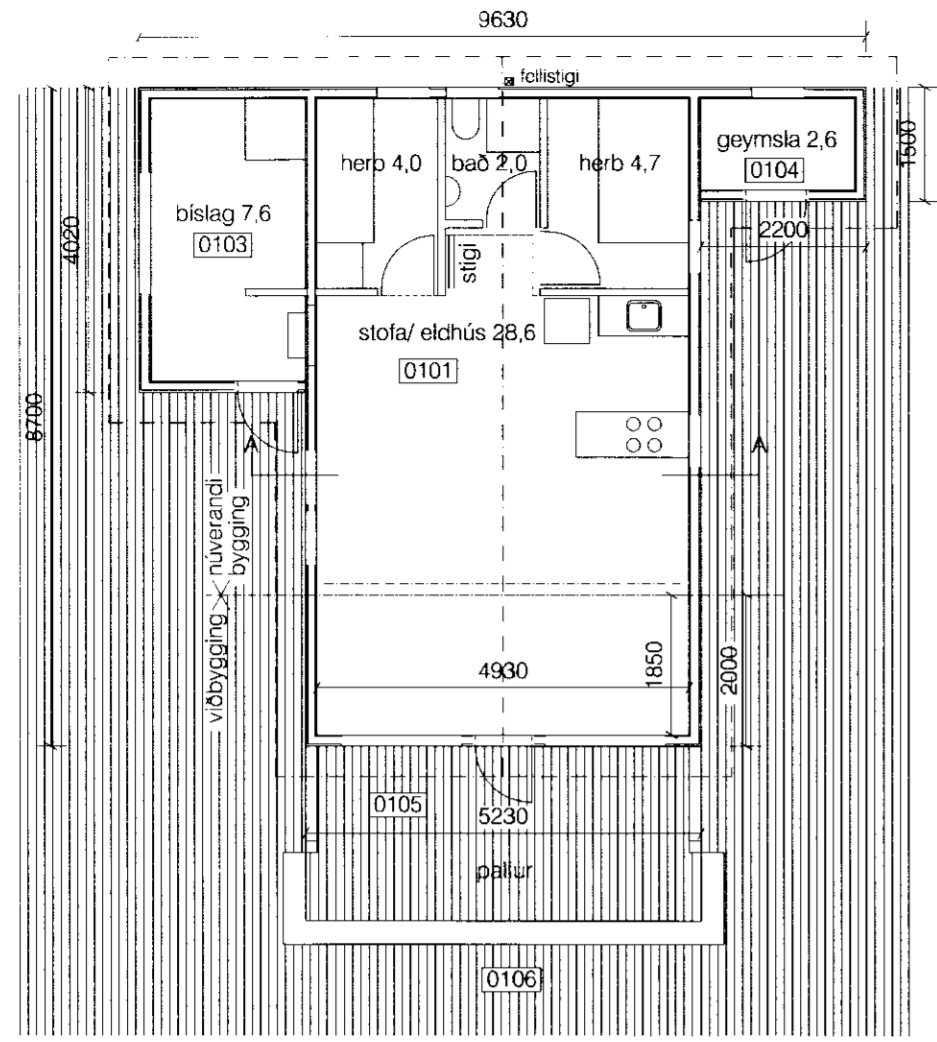 9630
fellistigi
herb 4,0
bað 2,0
herb 4,7
geymsla 2,6
0104
1500
bíslag 7,6
0103
4020
2200
stigi
stofa/ eldhús 28,6
0101
8700
A
A
núverandi
bygging
viðbygging
4930
1850
2000
0105
5230
pallur
0106